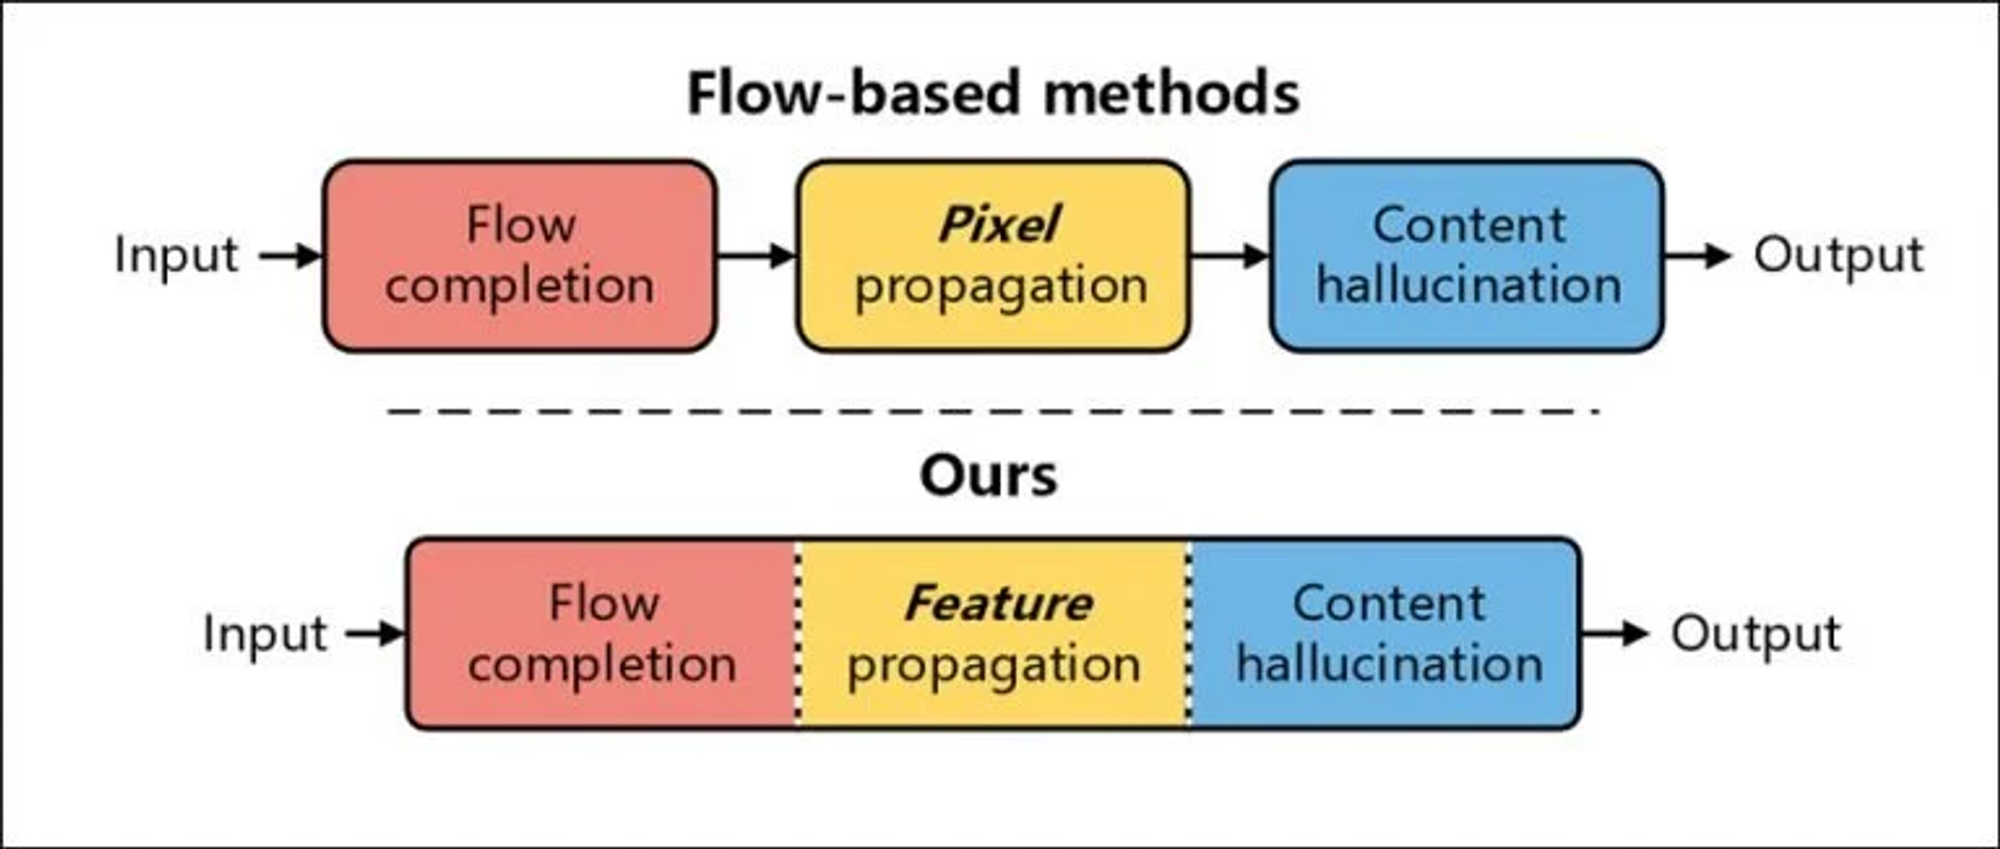 Flow-based methods
Input
Flow
completion
Pixel
propagation
Content
hallucination
Output
Ours
Input
Flow
completion
Feature
propagation
Content
hallucination
Output